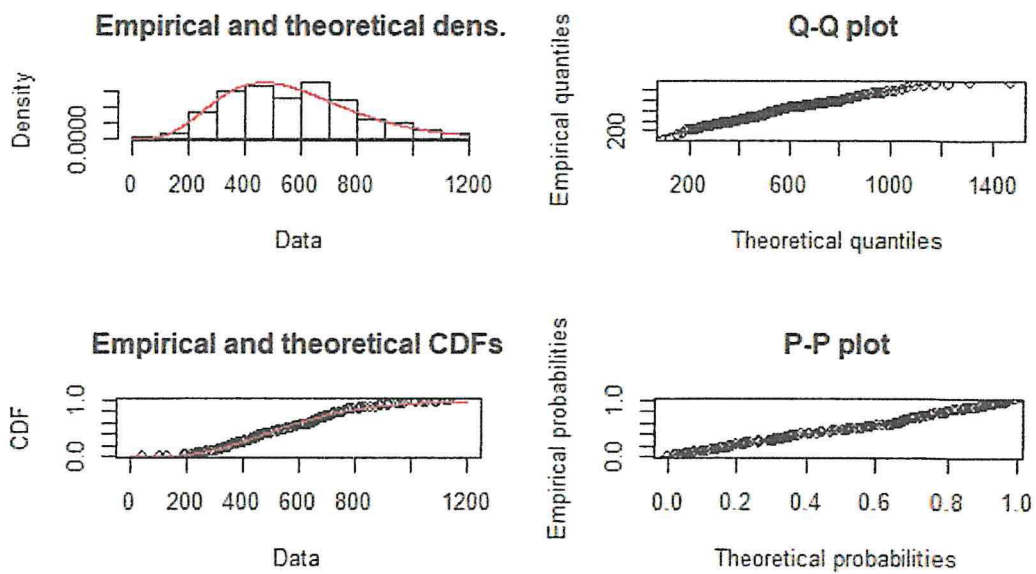 Empirical and theoretical dens.
Density
0.0000
0 200 400 600 800 1200
Data
Q-Q plot
Empirical quantiles
200
200 600 1000 1400
Theoretical quantiles
Empirical and theoretical CDFs
CDF
0.0 1.0
0 200 400 600 800 1200
Data
P-P plot
Empirical probabilities
0.0 1.0
0.0 0.2 0.4 0.6 0.8 1.0
Theoretical probabilities